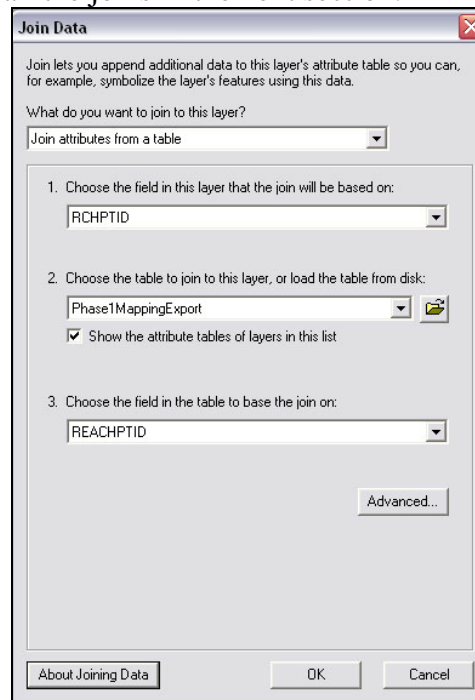 Join Data
Join lets you append additional data to this layer's attribute table so you can,
for example, symbolize the layer's features using this data.
What do you want to join to this layer?
Join attributes from a table
1. Choose the field in this layer that the join will be based on:
RCHPTID
2. Choose the table to join to this layer, or load the table from disk:
Phase1MappingExport
Show the attribute tables of layers in this list
3. Choose the field in the table to base the join on:
REACHPTID
Advanced...
About Joining Data OK Cancel